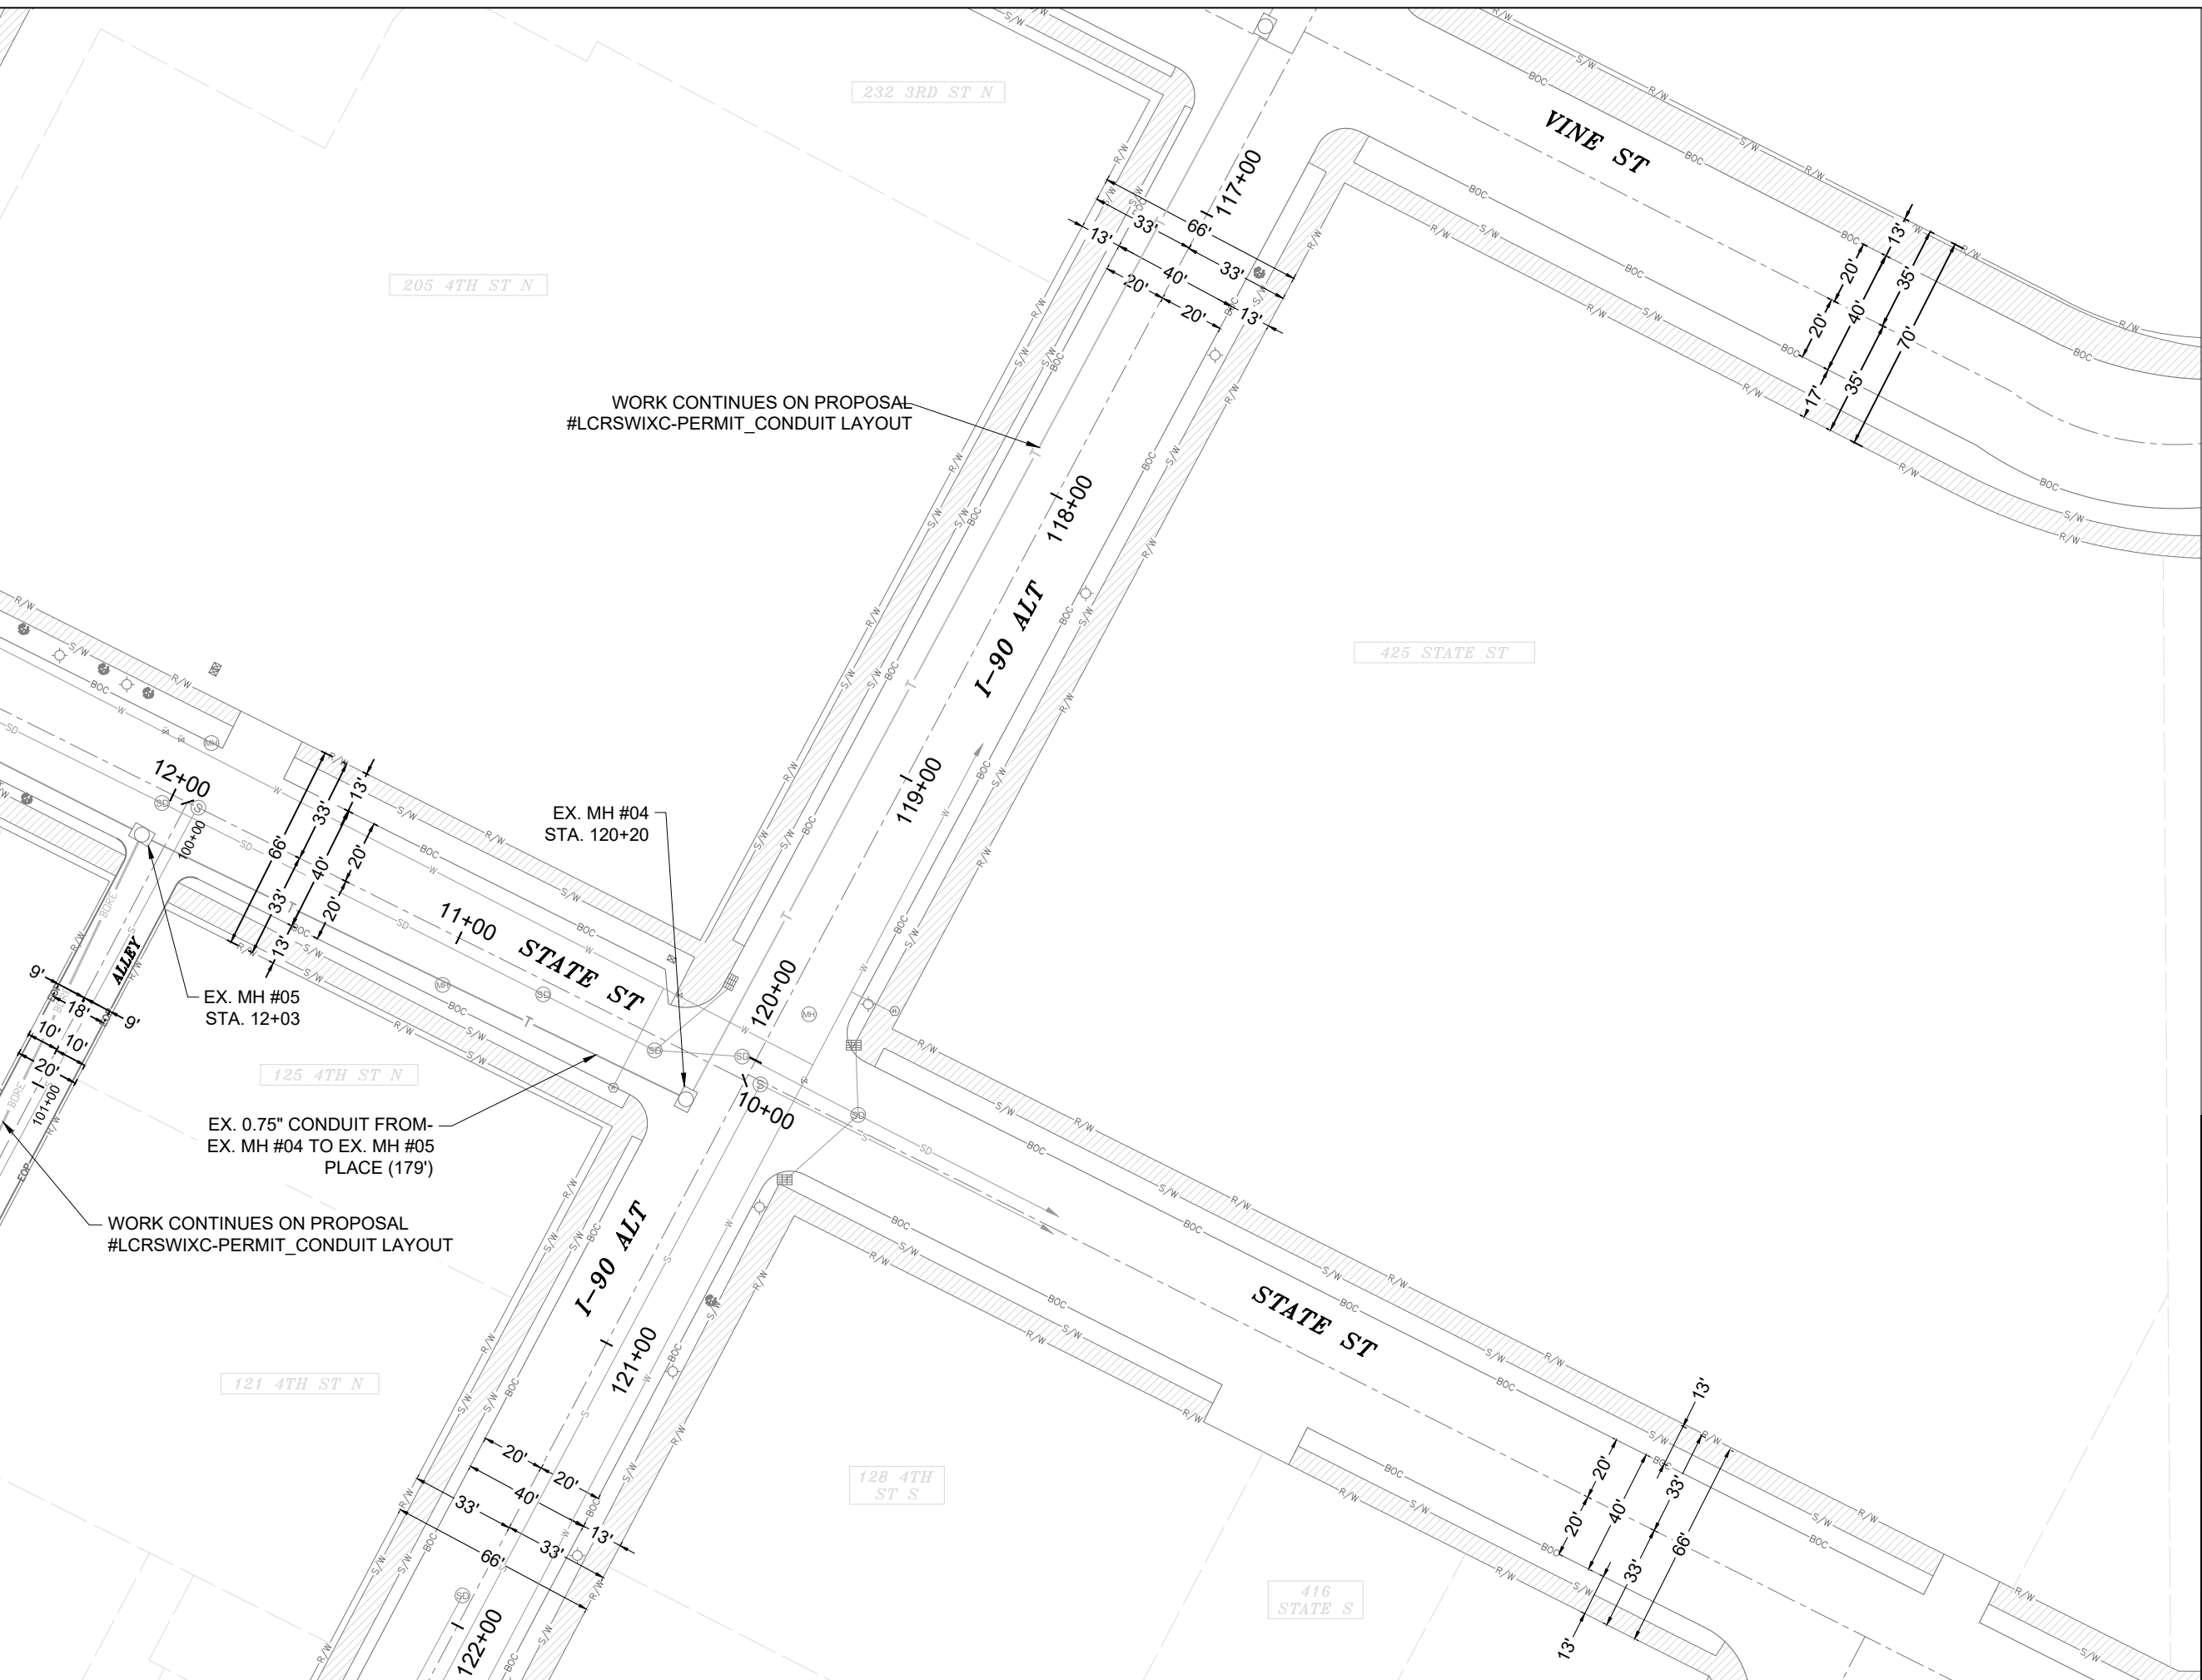 232 3RD ST N
VINE ST
117+00
66'
33'
33'
13'
40'
13'
20'
20'
13'
20'
35'
40'
20'
70'
35'
17'
205 4TH ST N
WORK CONTINUES ON PROPOSAL
#LCRSWIXC-PERMIT_CONDUIT LAYOUT
118+00
I-90 ALT
425 STATE ST
119+00
12+00
100+00
13'
33'
66'
40'
20'
33'
20'
13'
EX. MH #04
STA. 120+20
11+00
STATE ST
120+00
10+00
ALLEY
9'
18'
9'
10'
10'
20'
101+00
EX. MH #05
STA. 12+03
125 4TH ST N
EX. 0.75" CONDUIT FROM-
EX. MH #04 TO EX. MH #05
PLACE (179')
WORK CONTINUES ON PROPOSAL
#LCRSWIXC-PERMIT_CONDUIT LAYOUT
I-90 ALT
121+00
STATE ST
121 4TH ST N
20'
20'
40'
33'
33'
13'
66'
128 4TH
ST S
122+00
13'
20'
33'
40'
20'
66'
33'
13'
416
STATE S
R/W
S/W
BOC
T
W
S
SD
MH
BORE
EOP